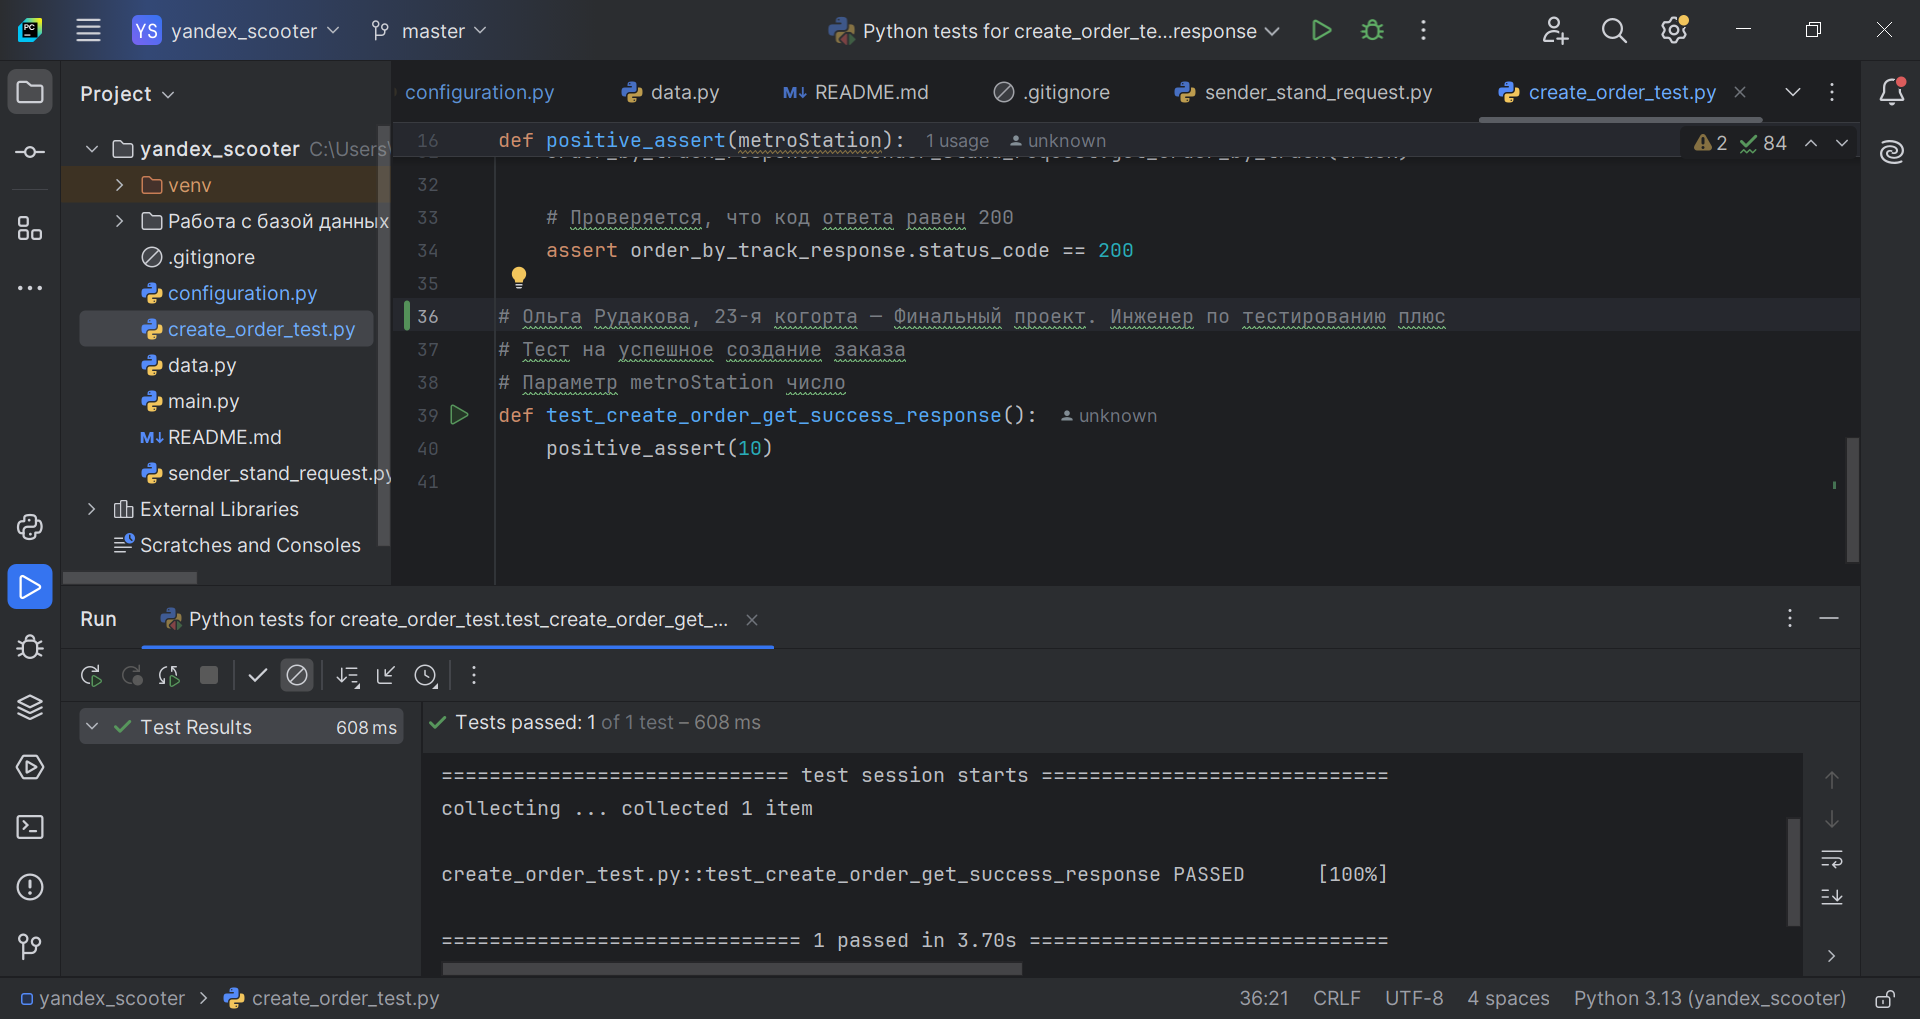 YS yandex_scooter master Python tests for create_order_te...response
Project
configuration.py data.py README.md .gitignore sender_stand_request.py create_order_test.py
yandex_scooter C:\Users\
venv
Работа с базой данных
.gitignore
configuration.py
create_order_test.py
data.py
main.py
README.md
sender_stand_request.py
External Libraries
Scratches and Consoles
16 def positive_assert(metroStation): 1 usage unknown
2 84
32
33 # Проверяется, что код ответа равен 200
34 assert order_by_track_response.status_code == 200
35
36 # Ольга Рудакова, 23-я когорта — Финальный проект. Инженер по тестированию плюс
37 # Тест на успешное создание заказа
38 # Параметр metroStation число
39 def test_create_order_get_success_response(): unknown
40 positive_assert(10)
41
Run Python tests for create_order_test.test_create_order_get_...
Test Results 608 ms
Tests passed: 1 of 1 test – 608 ms
============================= test session starts =============================
collecting ... collected 1 item
create_order_test.py::test_create_order_get_success_response PASSED [100%]
============================== 1 passed in 3.70s ==============================
yandex_scooter > create_order_test.py 36:21 CRLF UTF-8 4 spaces Python 3.13 (yandex_scooter)